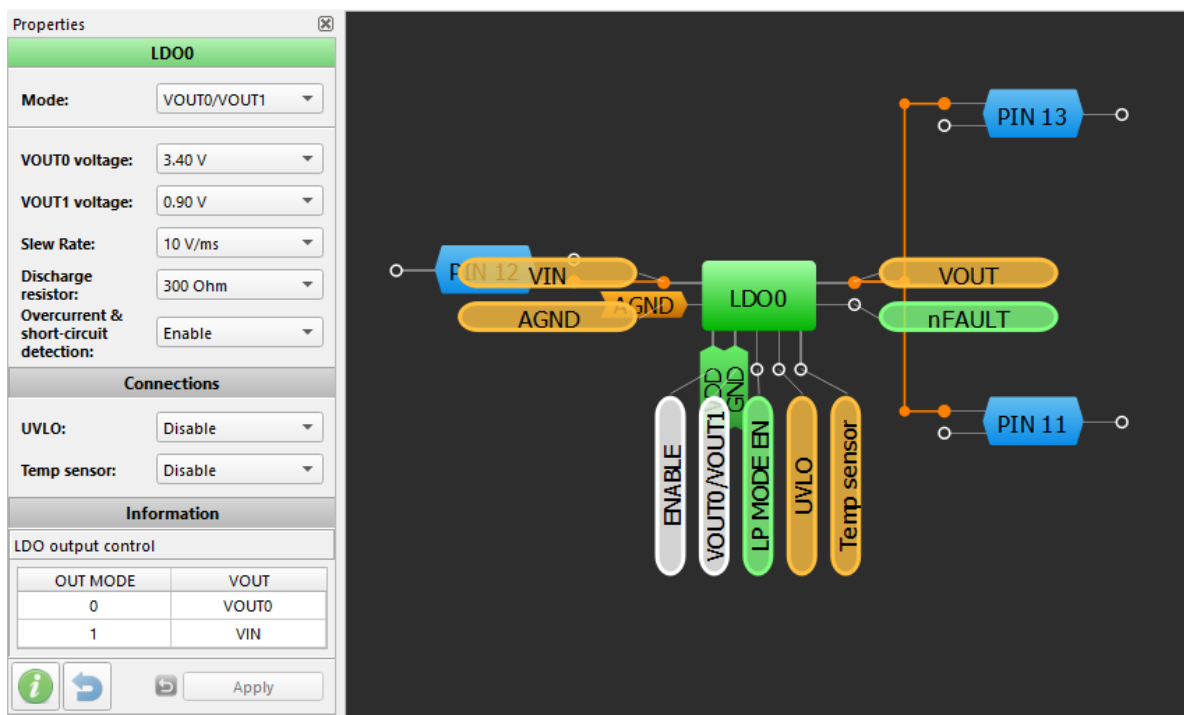 Properties
LDO0
Mode: VOUT0/VOUT1
VOUT0 voltage: 3.40 V
VOUT1 voltage: 0.90 V
Slew Rate: 10 V/ms
Discharge
resistor: 300 Ohm
Overcurrent &
short-circuit
detection: Enable
Connections
UVLO: Disable
Temp sensor: Disable
Information
LDO output control
OUT MODE VOUT
0 VOUT0
1 VIN
i
Apply
PIN 13
PIN 12
VIN
AGND
AGND
LDO0
VOUT
nFAULT
GND
ENABLE
VOUT0/VOUT1
LP MODE EN
UVLO
Temp sensor
PIN 11